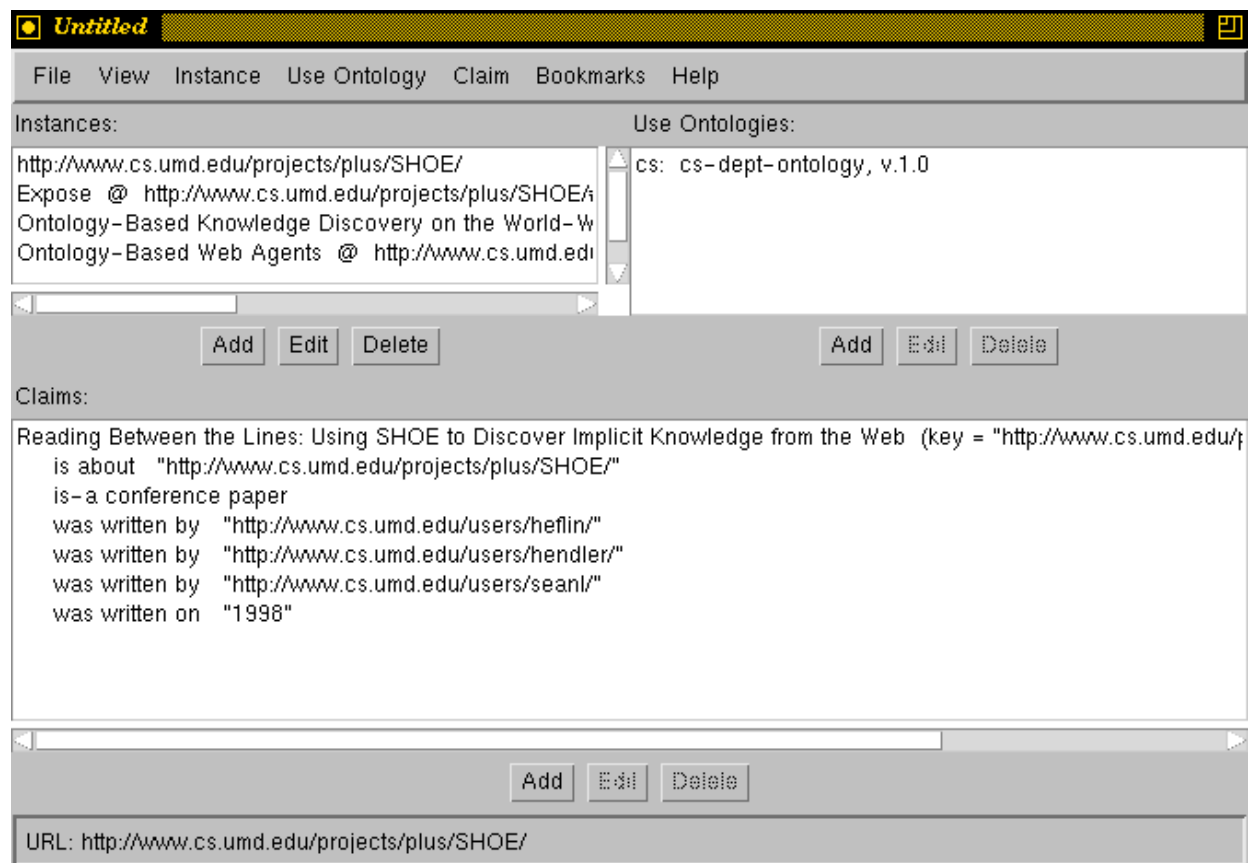 Untitled
File View Instance Use Ontology Claim Bookmarks Help
Instances:
Use Ontologies:
http://www.cs.umd.edu/projects/plus/SHOE/
Expose @ http://www.cs.umd.edu/projects/plus/SHOE/
Ontology-Based Knowledge Discovery on the World-W
Ontology-Based Web Agents @ http://www.cs.umd.edu
cs: cs-dept-ontology, v.1.0
Add Edit Delete
Add Edit Delete
Claims:
Reading Between the Lines: Using SHOE to Discover Implicit Knowledge from the Web (key = "http://www.cs.umd.edu/p
is about "http://www.cs.umd.edu/projects/plus/SHOE/"
is-a conference paper
was written by "http://www.cs.umd.edu/users/heflin/"
was written by "http://www.cs.umd.edu/users/hendler/"
was written by "http://www.cs.umd.edu/users/seanl/"
was written on "1998"
Add Edit Delete
URL: http://www.cs.umd.edu/projects/plus/SHOE/